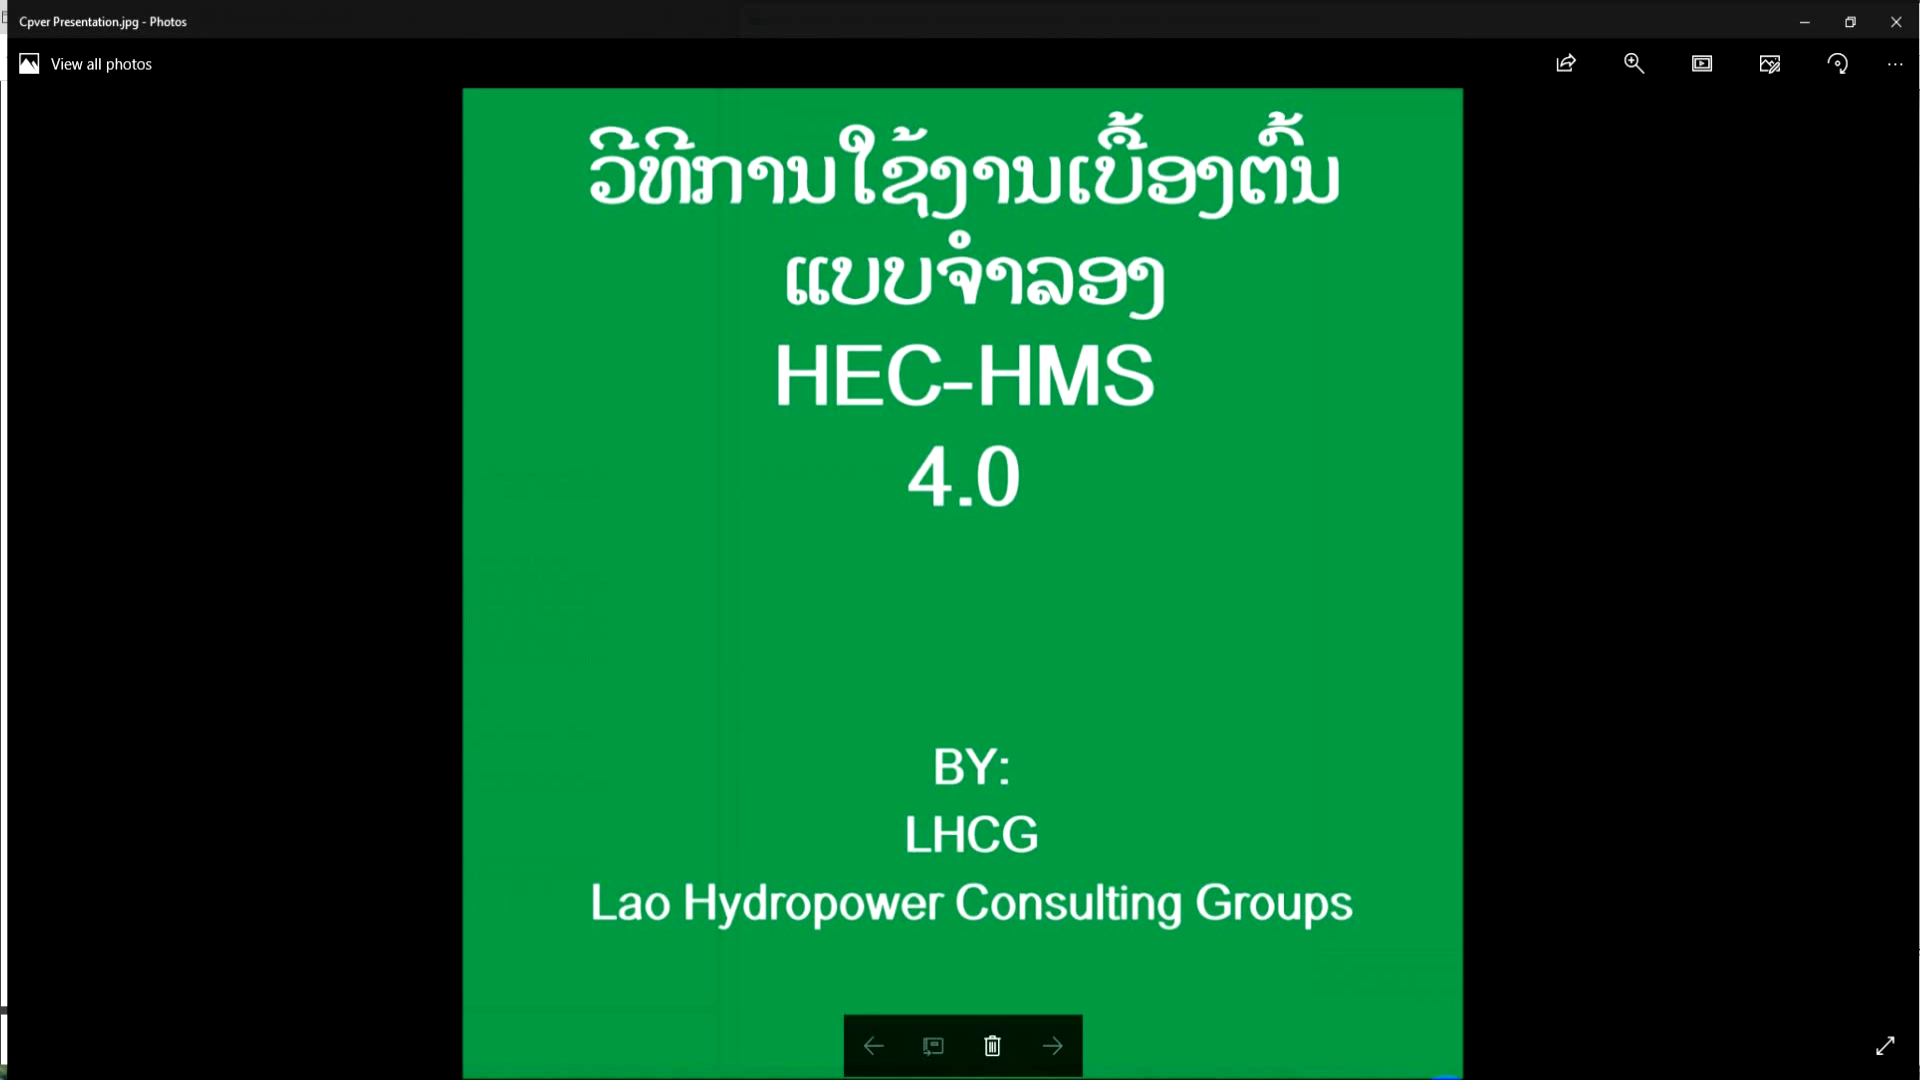 Cpver Presentation.jpg - Photos
View all photos
ວິທີການໃຊ້ງານເບື້ອງຕົ້ນ
ແບບຈຳລອງ
HEC-HMS
4.0
BY:
LHCG
Lao Hydropower Consulting Groups